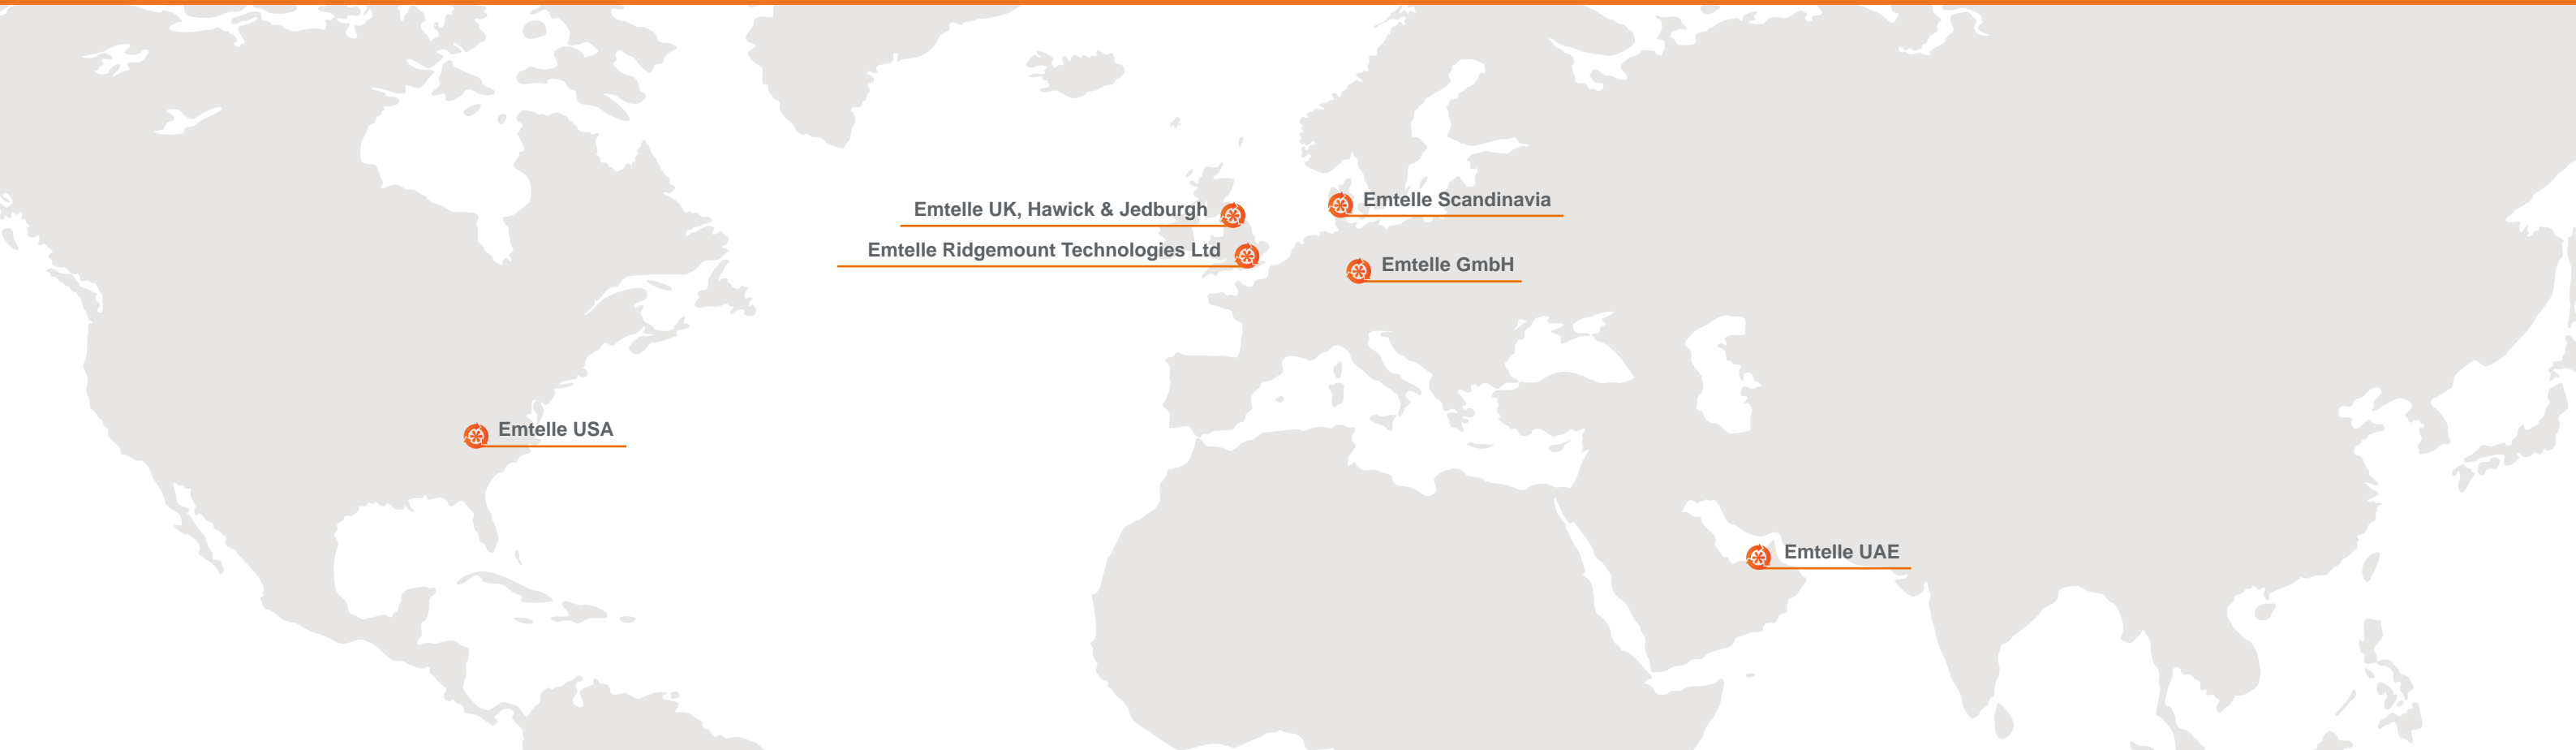 Emtelle Scandinavia
Emtelle UK, Hawick & Jedburgh
Emtelle Ridgemount Technologies Ltd
Emtelle GmbH
Emtelle USA
Emtelle UAE